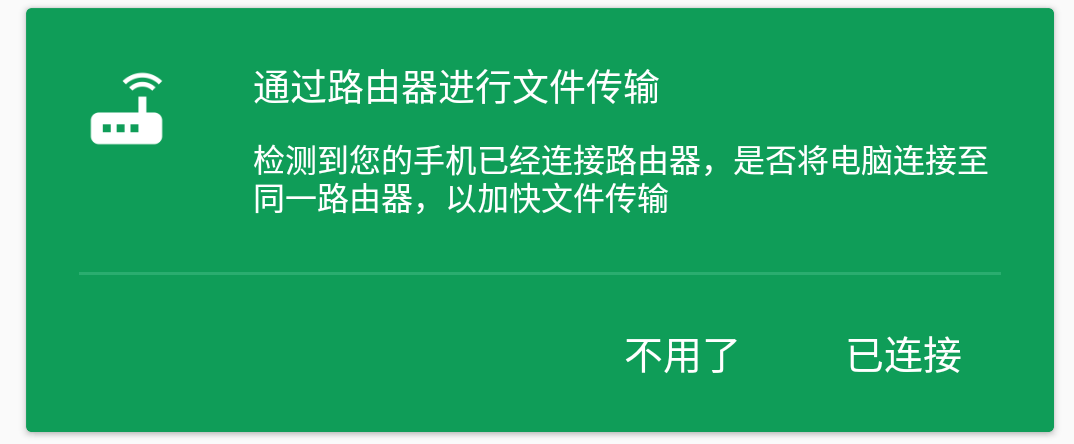 通过路由器进行文件传输
检测到您的手机已经连接路由器，是否将电脑连接至
同一路由器，以加快文件传输
不用了
已连接